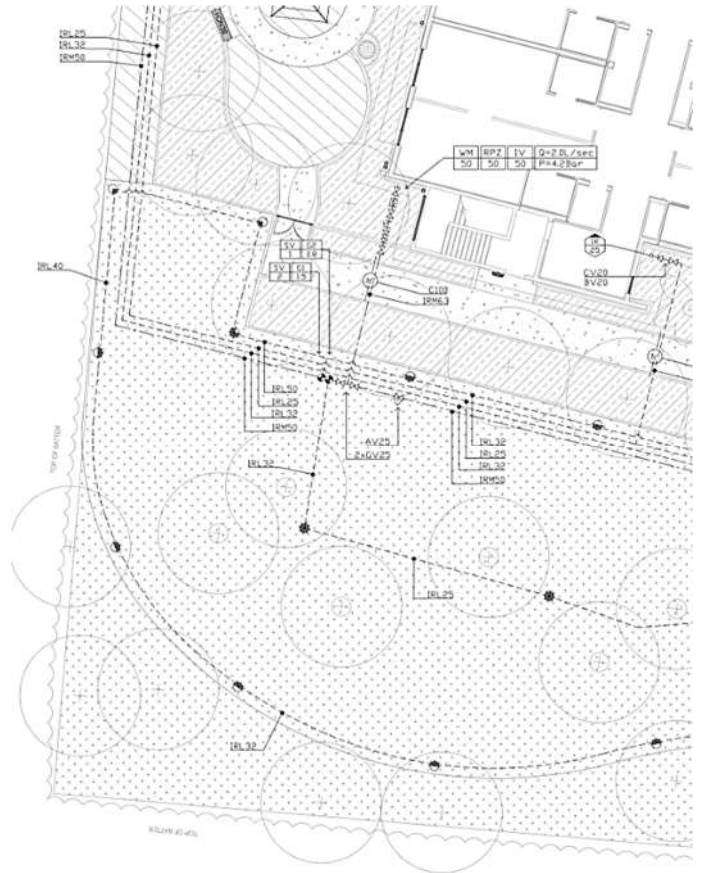 IRL25
IRL32
IRM50
WM RPZ IV Q=2.0L/sec
50 50 50 P=4.2Bar
IR
20
CV20
BV20
IRL40
SV
1
SV
2
C100
IRM63
IRL50
IRL25
IRL32
IRM50
AV25
2xGV25
IRL32
IRL25
IRL32
IRM50
IRL32
IRL25
IRL32
TOP OF BATTER
TOP OF BATTER